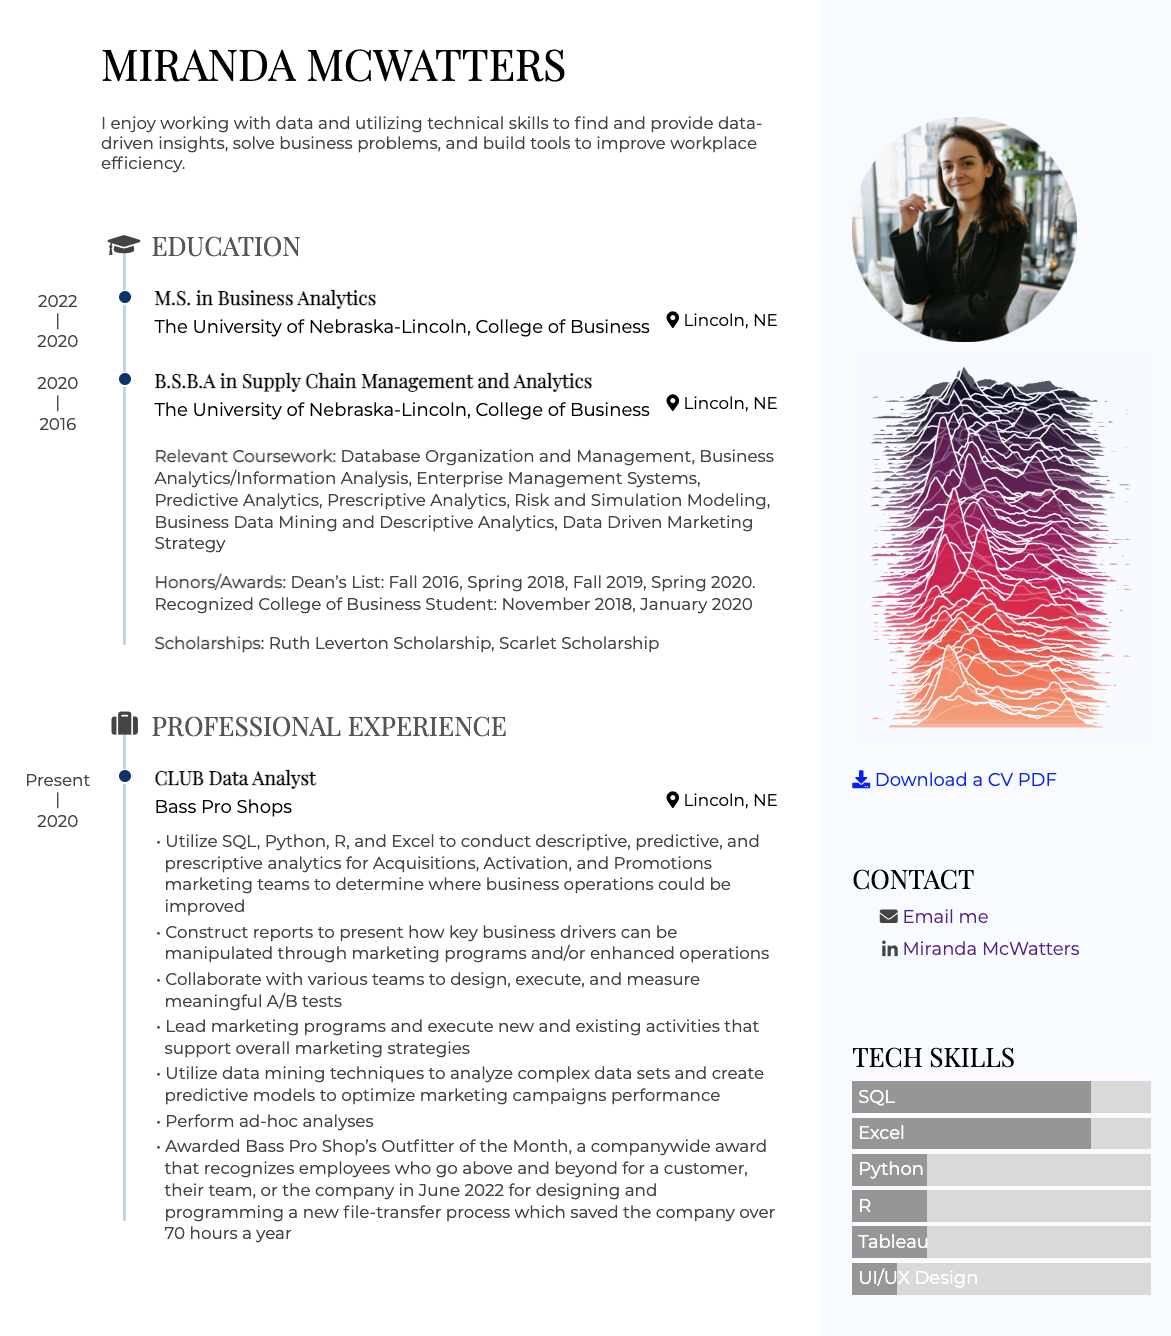 MIRANDA MCWATTERS
I enjoy working with data and utilizing technical skills to find and provide data-
driven insights, solve business problems, and build tools to improve workplace
efficiency.
EDUCATION
2022
|
2020
M.S. in Business Analytics
The University of Nebraska-Lincoln, College of Business
Lincoln, NE
2020
|
2016
B.S.B.A in Supply Chain Management and Analytics
The University of Nebraska-Lincoln, College of Business
Lincoln, NE
Relevant Coursework: Database Organization and Management, Business
Analytics/Information Analysis, Enterprise Management Systems,
Predictive Analytics, Prescriptive Analytics, Risk and Simulation Modeling,
Business Data Mining and Descriptive Analytics, Data Driven Marketing
Strategy
Honors/Awards: Dean’s List: Fall 2016, Spring 2018, Fall 2019, Spring 2020.
Recognized College of Business Student: November 2018, January 2020
Scholarships: Ruth Leverton Scholarship, Scarlet Scholarship
PROFESSIONAL EXPERIENCE
Present
|
2020
CLUB Data Analyst
Bass Pro Shops
Lincoln, NE
• Utilize SQL, Python, R, and Excel to conduct descriptive, predictive, and
prescriptive analytics for Acquisitions, Activation, and Promotions
marketing teams to determine where business operations could be
improved
• Construct reports to present how key business drivers can be
manipulated through marketing programs and/or enhanced operations
• Collaborate with various teams to design, execute, and measure
meaningful A/B tests
• Lead marketing programs and execute new and existing activities that
support overall marketing strategies
• Utilize data mining techniques to analyze complex data sets and create
predictive models to optimize marketing campaigns performance
• Perform ad-hoc analyses
• Awarded Bass Pro Shop’s Outfitter of the Month, a companywide award
that recognizes employees who go above and beyond for a customer,
their team, or the company in June 2022 for designing and
programming a new file-transfer process which saved the company over
70 hours a year
Download a CV PDF
CONTACT
Email me
in Miranda McWatters
TECH SKILLS
SQL
Excel
Python
R
Tableau
UI/UX Design